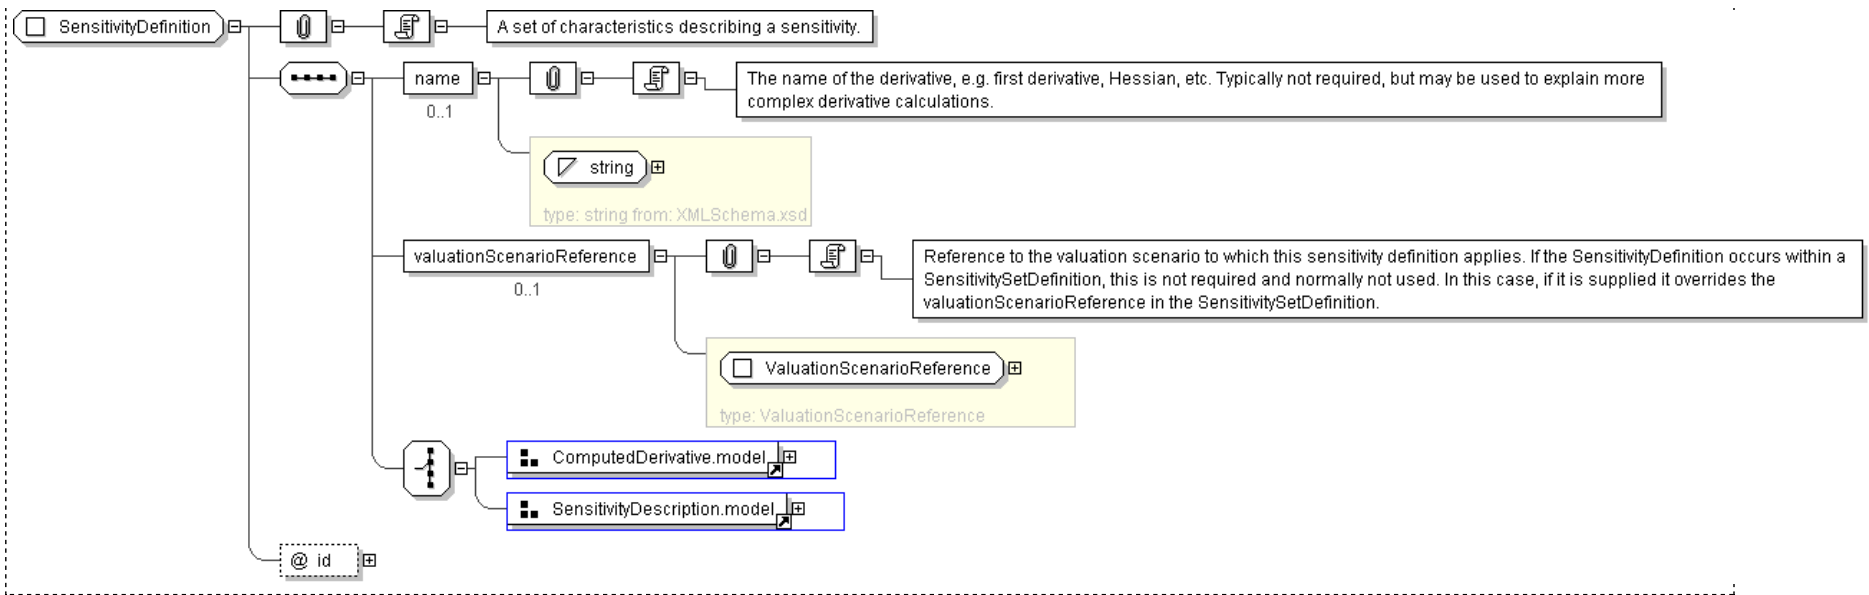 SensitivityDefinition
A set of characteristics describing a sensitivity.
name
0..1
The name of the derivative, e.g. first derivative, Hessian, etc. Typically not required, but may be used to explain more
complex derivative calculations.
string
type: string from: XMLSchema.xsd
valuationScenarioReference
0..1
Reference to the valuation scenario to which this sensitivity definition applies. If the SensitivityDefinition occurs within a
SensitivitySetDefinition, this is not required and normally not used. In this case, if it is supplied it overrides the
valuationScenarioReference in the SensitivitySetDefinition.
ValuationScenarioReference
type: ValuationScenarioReference
ComputedDerivative.model
SensitivityDescription.model
@ id